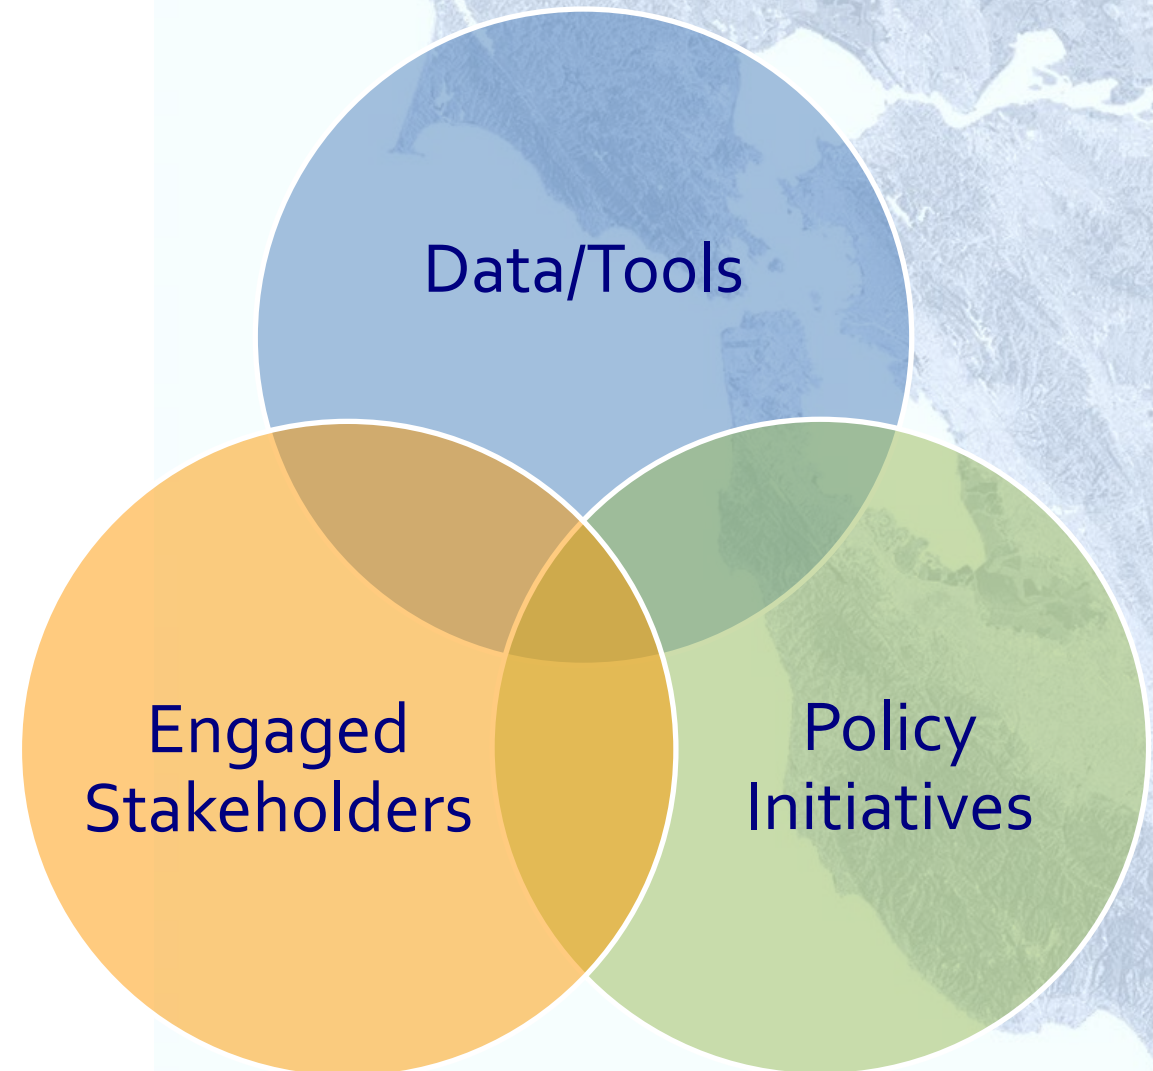 Data/Tools
Engaged
Stakeholders
Policy
Initiatives